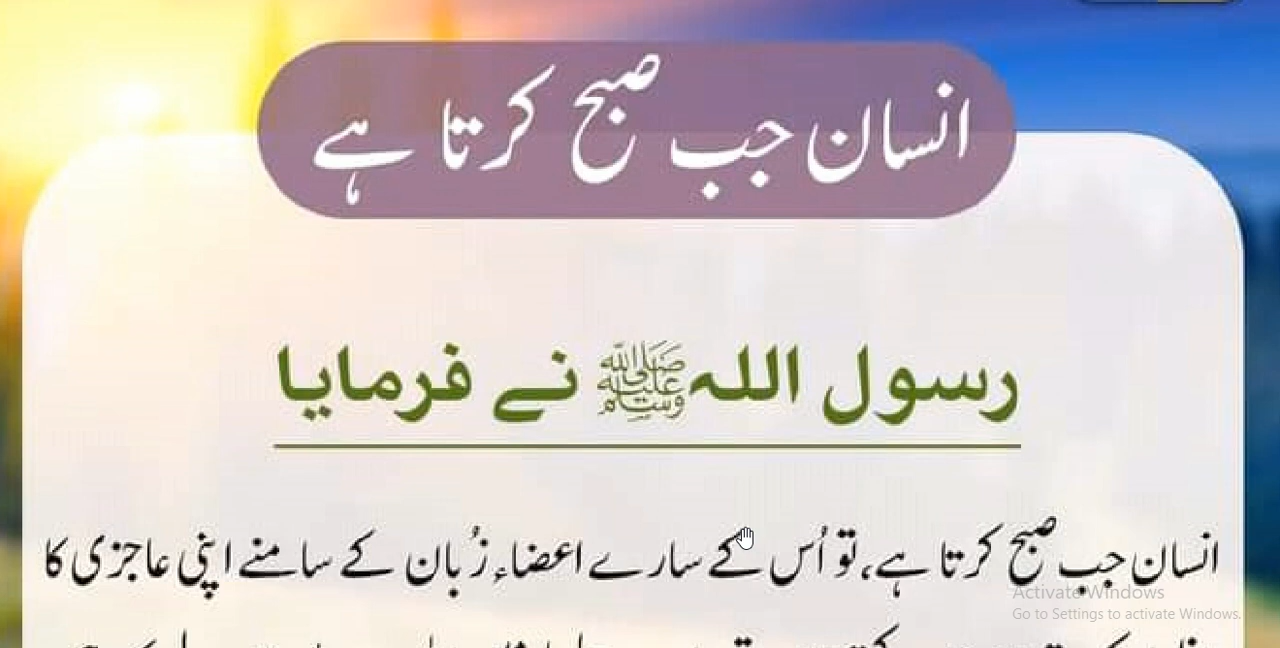 انسان جب صبح کرتا ہے
رسول اللہ ﷺ نے فرمایا
انسان جب صبح کرتا ہے، تو اُس کے سارے اعضاء، زُبان کے سامنے اپنی عاجزی کا
Activate Windows
Go to Settings to activate Windows.